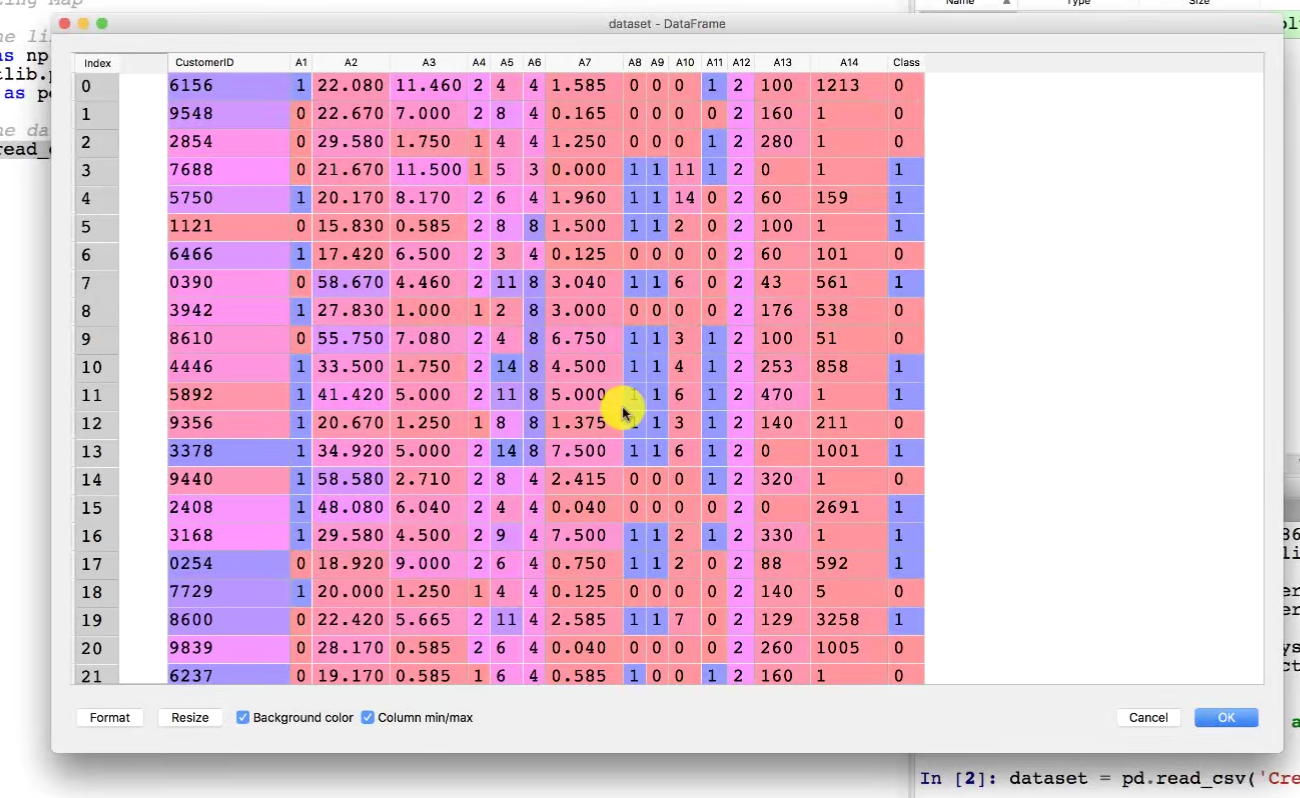 ting Map
Name Type Size
dataset - DataFrame
he li
as np
tlib.p
as pd
he da
read_c
Index CustomerID A1 A2 A3 A4 A5 A6 A7 A8 A9 A10 A11 A12 A13 A14 Class
0 6156 1 22.080 11.460 2 4 4 1.585 0 0 0 1 2 100 1213 0
1 9548 0 22.670 7.000 2 8 4 0.165 0 0 0 0 2 160 1 0
2 2854 0 29.580 1.750 1 4 4 1.250 0 0 0 1 2 280 1 0
3 7688 0 21.670 11.500 1 5 3 0.000 1 1 11 1 2 0 1 1
4 5750 1 20.170 8.170 2 6 4 1.960 1 1 14 0 2 60 159 1
5 1121 0 15.830 0.585 2 8 8 1.500 1 1 2 0 2 100 1 1
6 6466 1 17.420 6.500 2 3 4 0.125 0 0 0 0 2 60 101 0
7 0390 0 58.670 4.460 2 11 8 3.040 1 1 6 0 2 43 561 1
8 3942 1 27.830 1.000 1 2 8 3.000 0 0 0 0 2 176 538 0
9 8610 0 55.750 7.080 2 4 8 6.750 1 1 3 1 2 100 51 0
10 4446 1 33.500 1.750 2 14 8 4.500 1 1 4 1 2 253 858 1
11 5892 1 41.420 5.000 2 11 8 5.000 1 1 6 1 2 470 1 1
12 9356 1 20.670 1.250 1 8 8 1.375 1 1 3 1 2 140 211 0
13 3378 1 34.920 5.000 2 14 8 7.500 1 1 6 1 2 0 1001 1
14 9440 1 58.580 2.710 2 8 4 2.415 0 0 0 1 2 320 1 0
15 2408 1 48.080 6.040 2 4 4 0.040 0 0 0 0 2 0 2691 1
16 3168 1 29.580 4.500 2 9 4 7.500 1 1 2 1 2 330 1 1
17 0254 0 18.920 9.000 2 6 4 0.750 1 1 2 0 2 88 592 1
18 7729 1 20.000 1.250 1 4 4 0.125 0 0 0 0 2 140 5 0
19 8600 0 22.420 5.665 2 11 4 2.585 1 1 7 0 2 129 3258 1
20 9839 0 28.170 0.585 2 6 4 0.040 0 0 0 0 2 260 1005 0
21 6237 0 19.170 0.585 1 6 4 0.585 1 0 0 1 2 160 1 0
Format Resize Background color Column min/max Cancel OK
In [2]: dataset = pd.read_csv('Cre